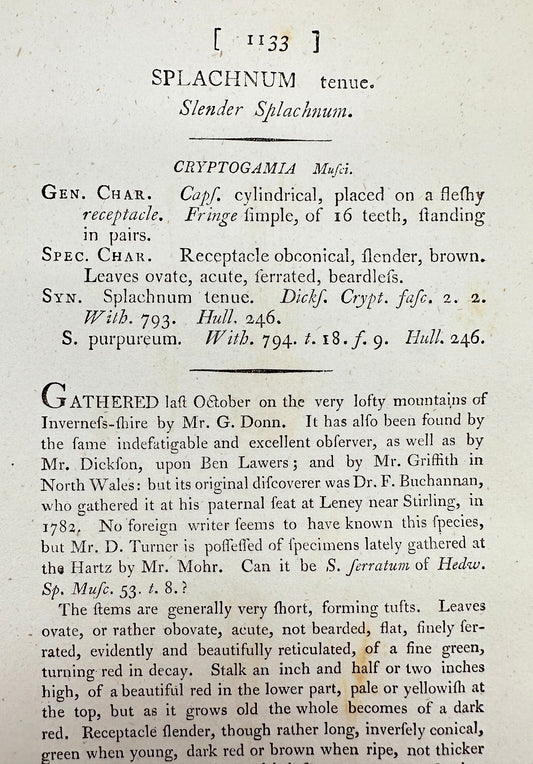 [ 1133 ]
SPLACHNUM tenue.
Slender Splachnum.
CRYPTOGAMIA Muſci.
GEN. CHAR. Capſ. cylindrical, placed on a fleſhy
receptacle. Fringe ſimple, of 16 teeth, ſtanding
in pairs.
SPEC. CHAR. Receptacle obconical, ſlender, brown.
Leaves ovate, acute, ſerrated, beardleſs.
SYN. Splachnum tenue. Dickſ. Crypt. faſc. 2. 2.
With. 793. Hull. 246.
S. purpureum. With. 794. t. 18. f. 9. Hull. 246.
GATHERED laſt October on the very lofty mountains of
Inverneſs-ſhire by Mr. G. Donn. It has alſo been found by
the ſame indefatigable and excellent obſerver, as well as by
Mr. Dickſon, upon Ben Lawers; and by Mr. Griffith in
North Wales: but its original diſcoverer was Dr. F. Buchannan,
who gathered it at his paternal ſeat at Leney near Stirling, in
1782. No foreign writer ſeems to have known this ſpecies,
but Mr. D. Turner is poſſeſſed of ſpecimens lately gathered at
the Hartz by Mr. Mohr. Can it be S. ſerratum of Hedw.
Sp. Muſc. 53. t. 8.?
The ſtems are generally very ſhort, forming tufts. Leaves
ovate, or rather obovate, acute, not bearded, flat, finely ſer-
rated, evidently and beautifully reticulated, of a fine green,
turning red in decay. Stalk an inch and half or two inches
high, of a beautiful red in the lower part, pale or yellowiſh at
the top, but as it grows old the whole becomes of a dark
red. Receptacle ſlender, though rather long, inverſely conical,
green when young, dark red or brown when ripe, not thicker